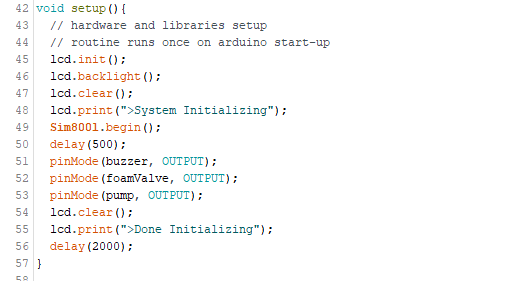 42 void setup(){
43 // hardware and libraries setup
44 // routine runs once on arduino start-up
45 lcd.init();
46 lcd.backlight();
47 lcd.clear();
48 lcd.print(">System Initializing");
49 Sim800l.begin();
50 delay(500);
51 pinMode(buzzer, OUTPUT);
52 pinMode(foamValve, OUTPUT);
53 pinMode(pump, OUTPUT);
54 lcd.clear();
55 lcd.print(">Done Initializing");
56 delay(2000);
57 }